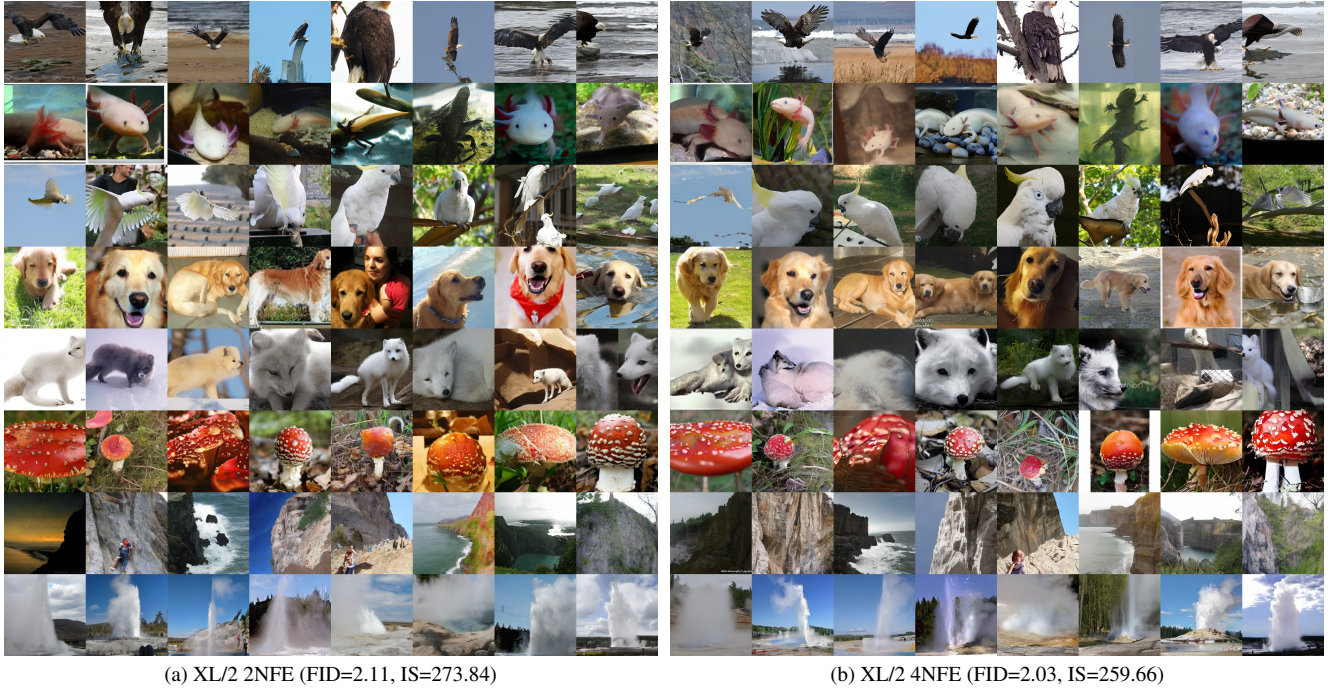 (a) XL/2 2NFE (FID=2.11, IS=273.84)
(b) XL/2 4NFE (FID=2.03, IS=259.66)